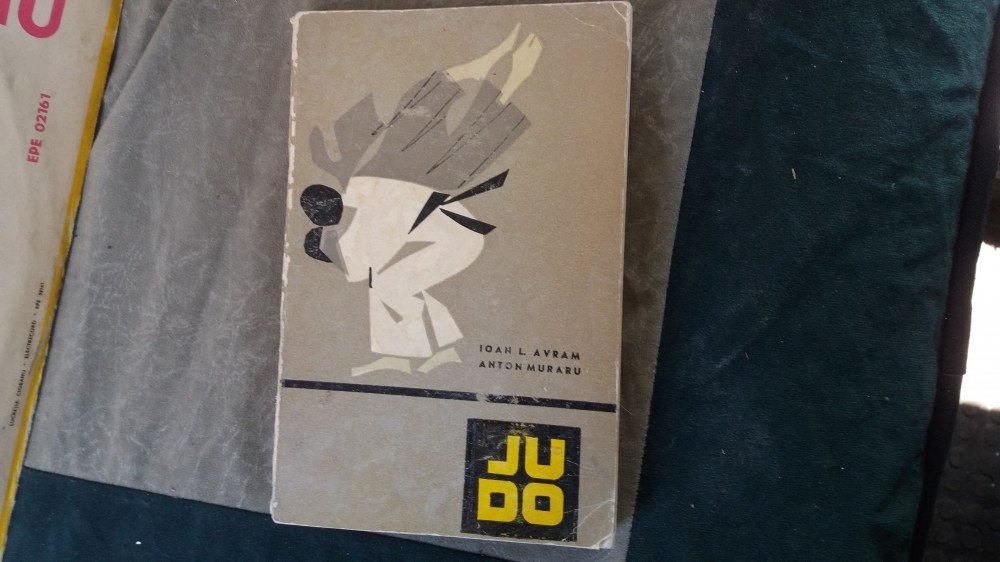 EPE 02161
IOAN L. AVRAM
ANTON MURARU
JU
DO